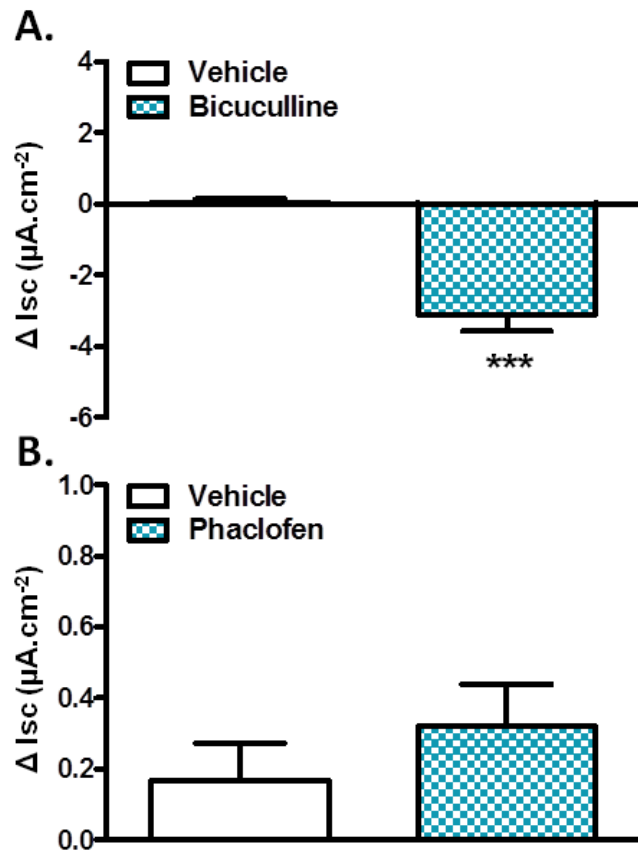 A.
Δ Isc (µA.cm-2)
4
2
0
-2
-4
-6
Vehicle
Bicuculline
***
B.
Δ Isc (µA.cm-2)
1.0
0.8
0.6
0.4
0.2
0.0
Vehicle
Phaclofen